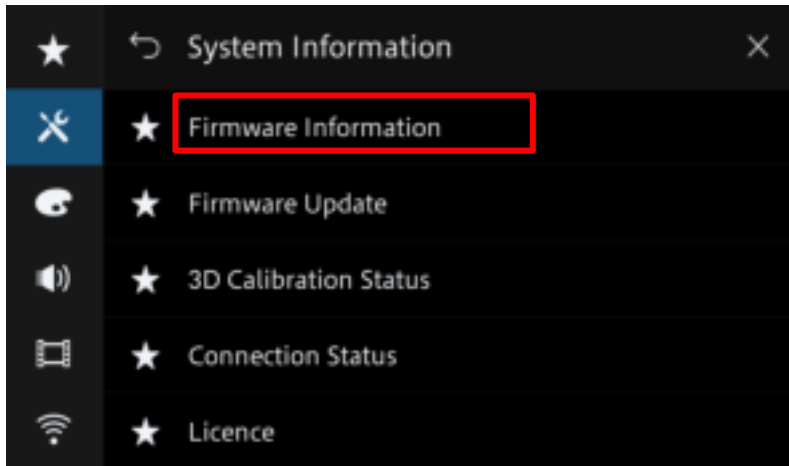 System Information
Firmware Information
Firmware Update
3D Calibration Status
Connection Status
Licence